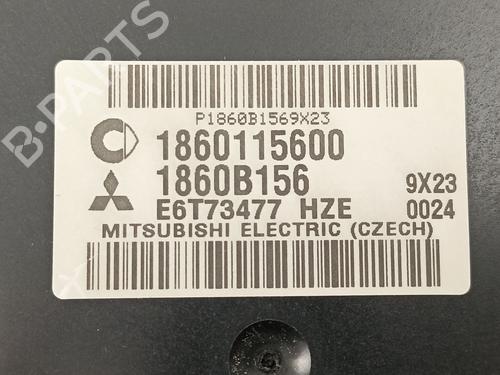 B-PARTS
P1860B1569X23
1860115600
1860B156 9X23
E6T73477 HZE 0024
MITSUBISHI ELECTRIC (CZECH)